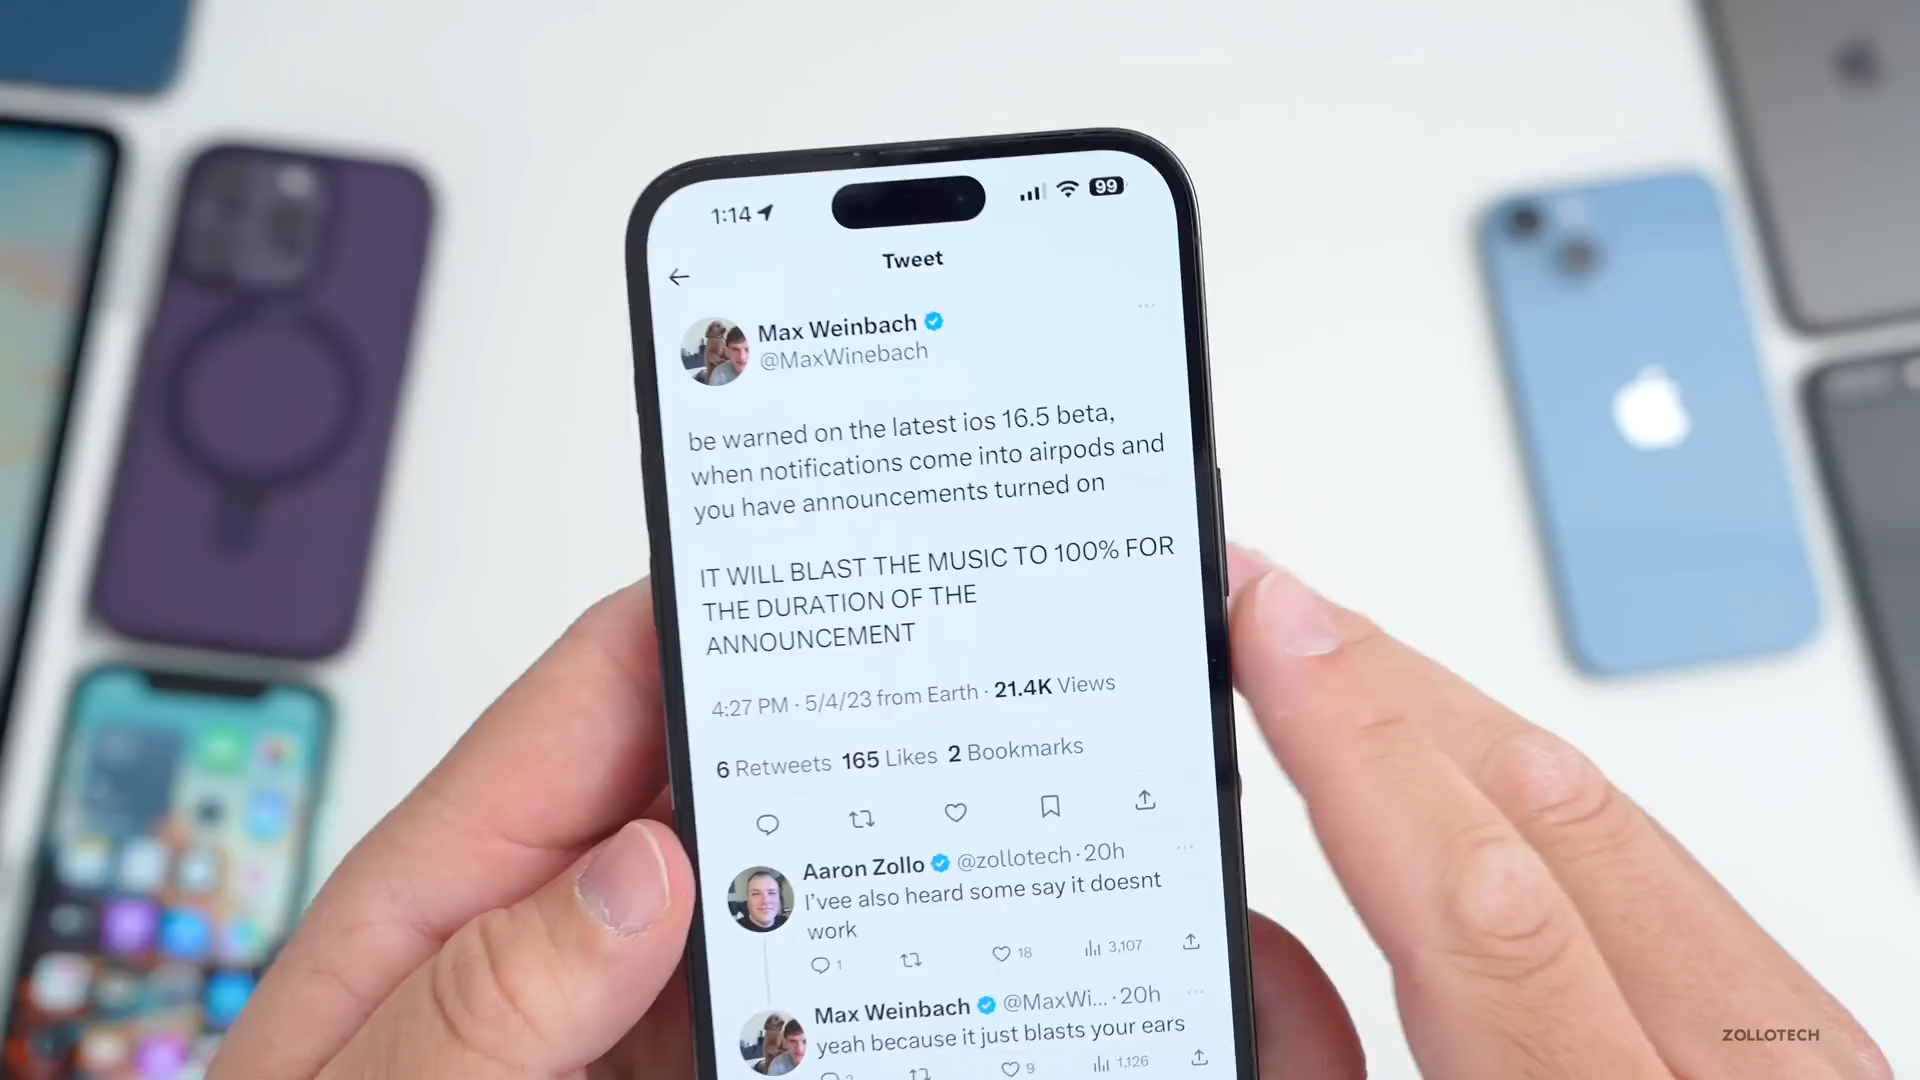 1:14
99
Tweet
Max Weinbach
@MaxWinebach
be warned on the latest ios 16.5 beta,
when notifications come into airpods and
you have announcements turned on
IT WILL BLAST THE MUSIC TO 100% FOR
THE DURATION OF THE
ANNOUNCEMENT
4:27 PM · 5/4/23 from Earth · 21.4K Views
6 Retweets 165 Likes 2 Bookmarks
Aaron Zollo @zollotech · 20h
I'vee also heard some say it doesnt
work
1 18 3,107
Max Weinbach @MaxWi... · 20h
yeah because it just blasts your ears
2 9 1,126
ZOLLOTECH